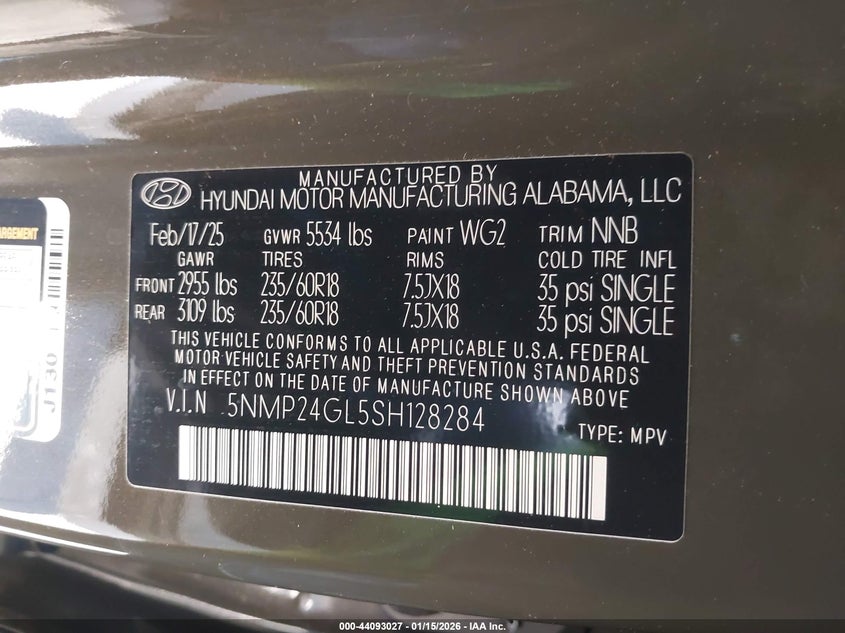 MANUFACTURED BY
HYUNDAI MOTOR MANUFACTURING ALABAMA, LLC
Feb/17/25 GVWR 5534 lbs PAINT WG2 TRIM NNB
GAWR TIRES RIMS COLD TIRE INFL
FRONT 2955 lbs 235/60R18 7.5JX18 35 psi SINGLE
REAR 3109 lbs 235/60R18 7.5JX18 35 psi SINGLE
THIS VEHICLE CONFORMS TO ALL APPLICABLE U.S.A. FEDERAL
MOTOR VEHICLE SAFETY AND THEFT PREVENTION STANDARDS
IN EFFECT ON THE DATE OF MANUFACTURE SHOWN ABOVE
V.I.N 5NMP24GL5SH128284
TYPE: MPV
J130
000-44093027 - 01/15/2026 - IAA Inc.